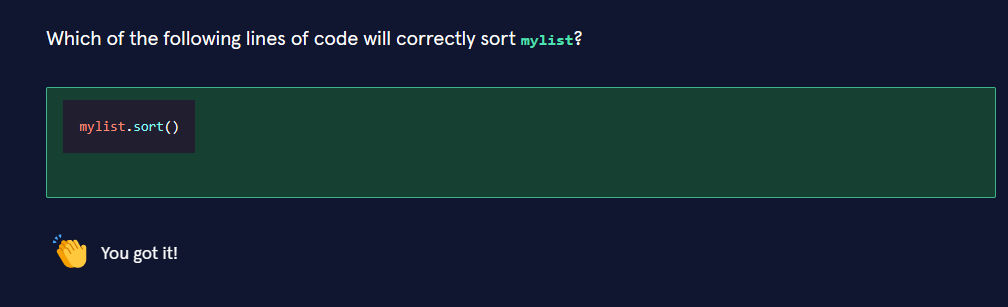 Which of the following lines of code will correctly sort mylist?
mylist.sort()
You got it!